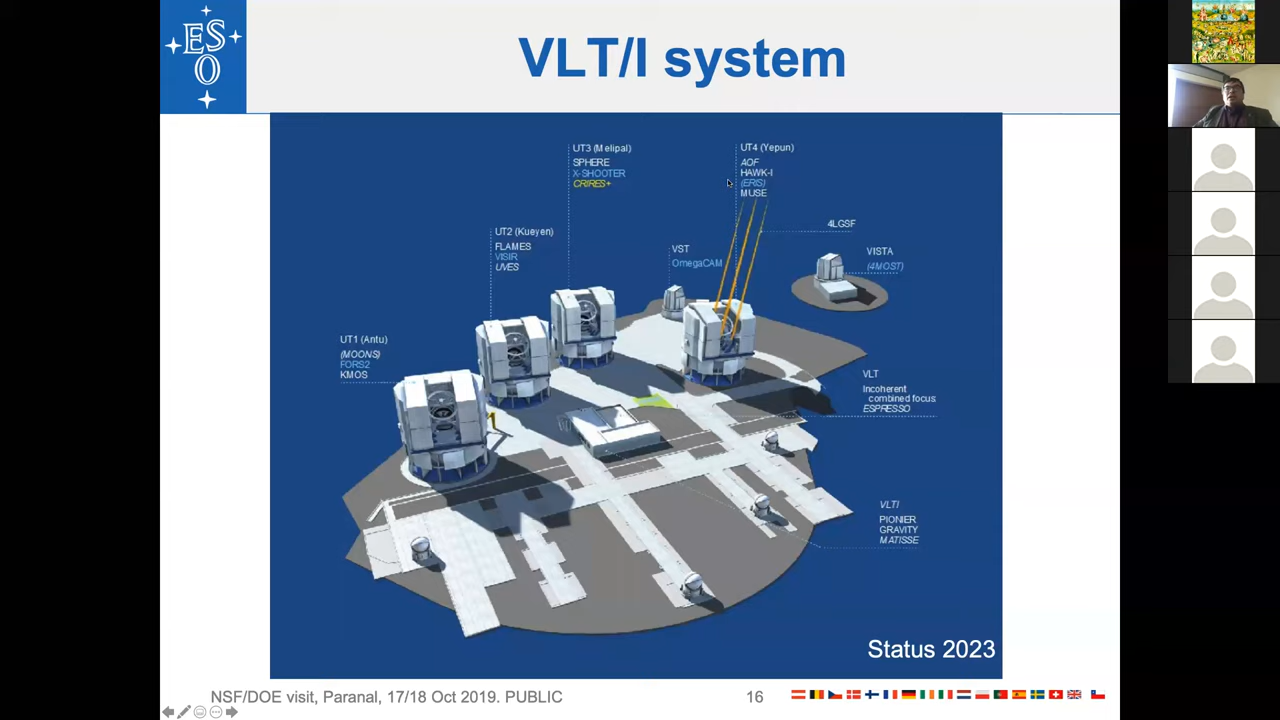 ESO
VLT/I system
UT3 (Melipal)
SPHERE
X-SHOOTER
CRIRES+
UT4 (Yepun)
AOF
HAWK-I
(ERIS)
MUSE
4LGSF
UT2 (Kueyen)
FLAMES
VISIR
UVES
VST
OmegaCAM
VISTA
(4MOST)
UT1 (Antu)
(MOONS)
FORS2
KMOS
VLT
Incoherent
combined focus
ESPRESSO
VLTI
PIONIER
GRAVITY
MATISSE
Status 2023
NSF/DOE visit, Paranal, 17/18 Oct 2019. PUBLIC
16